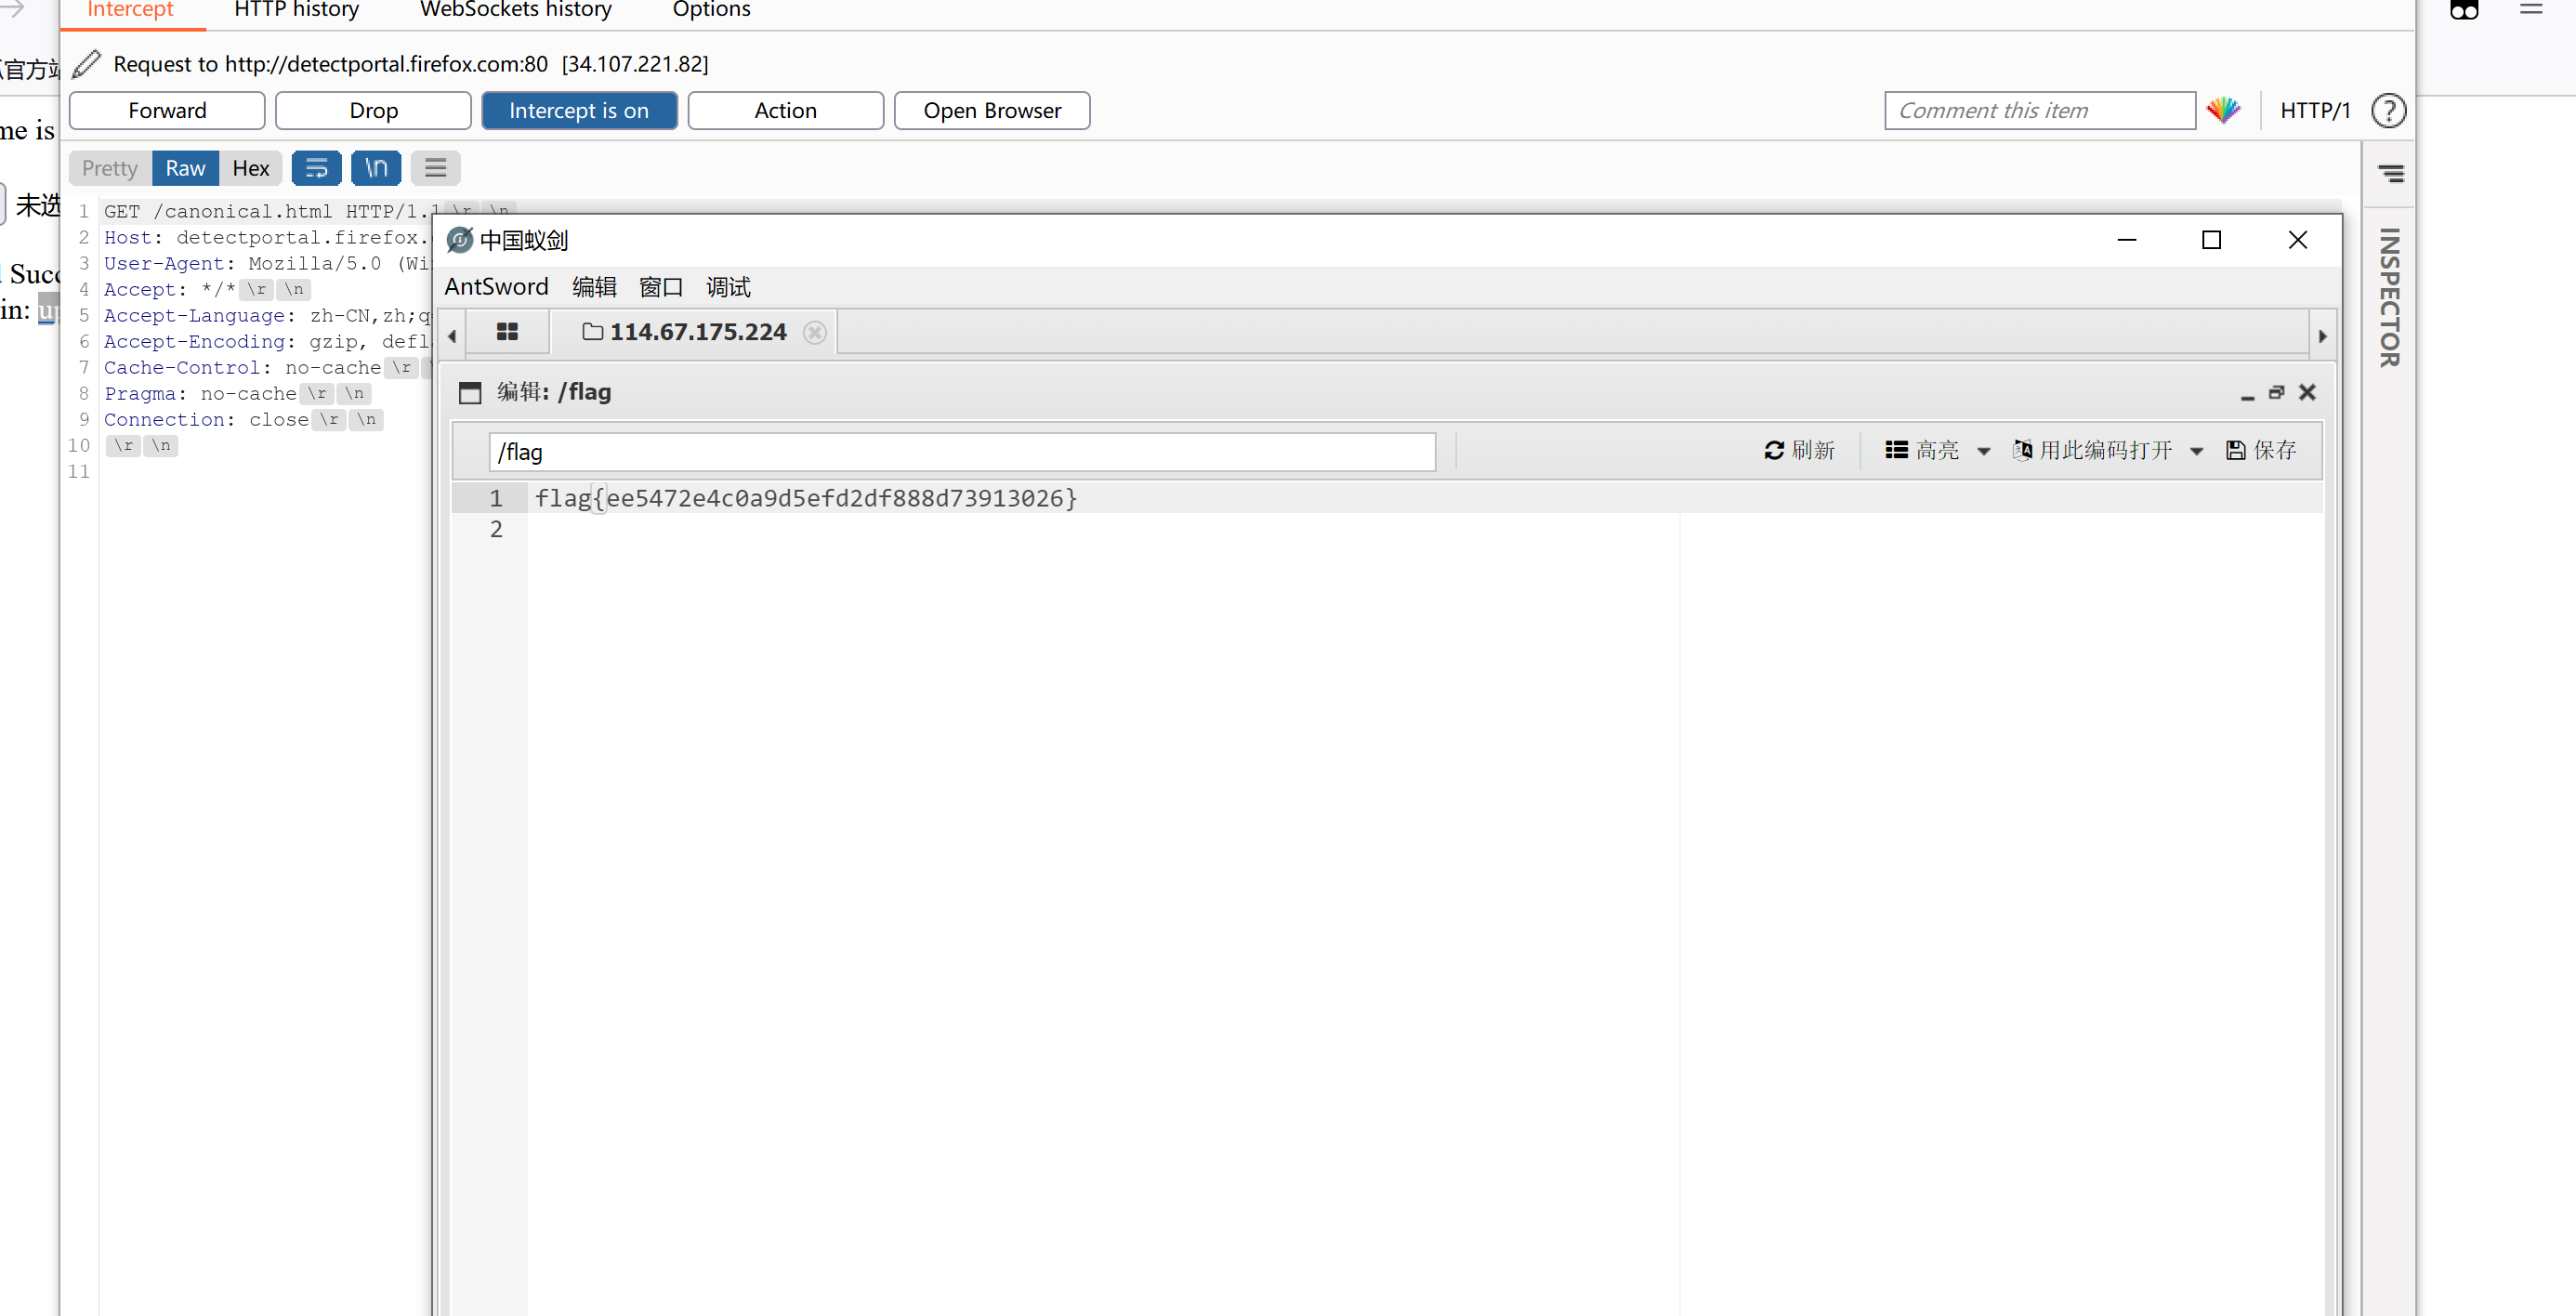 Intercept HTTP history WebSockets history Options
Request to http://detectportal.firefox.com:80 [34.107.221.82]
Forward Drop Intercept is on Action Open Browser Comment this item HTTP/1 ?
Pretty Raw Hex \n
官方站
me is
未选
Succ
in: up
1 GET /canonical.html HTTP/1.1 \r \n
2 Host: detectportal.firefox.
3 User-Agent: Mozilla/5.0 (Wi
4 Accept: */* \r \n
5 Accept-Language: zh-CN,zh;q
6 Accept-Encoding: gzip, defl
7 Cache-Control: no-cache \r \
8 Pragma: no-cache \r \n
9 Connection: close \r \n
10 \r \n
11
INSPECTOR
中国蚁剑
AntSword 编辑 窗口 调试
114.67.175.224
编辑: /flag
/flag 刷新 高亮 用此编码打开 保存
1 flag{ee5472e4c0a9d5efd2df888d73913026}
2